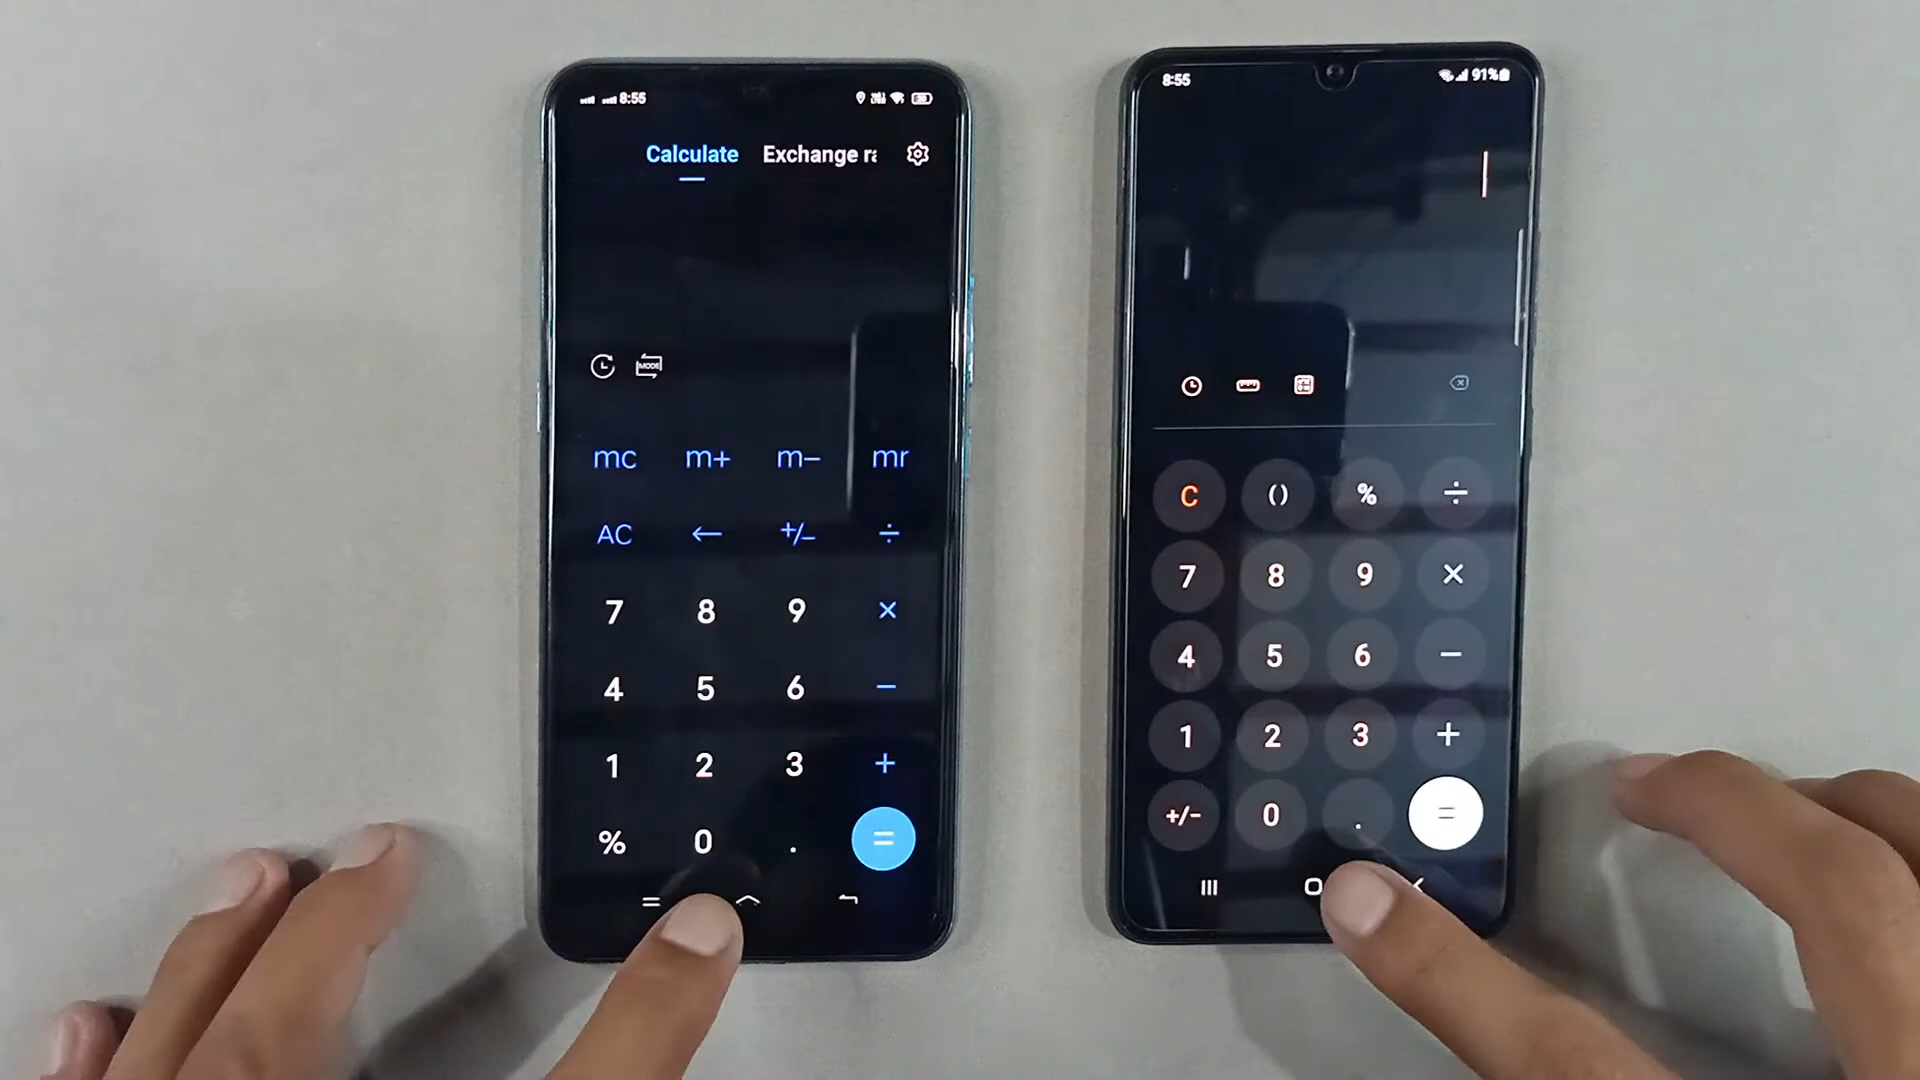 8:55
Calculate Exchange ra
MODE
mc m+ m− mr
AC ← +/− ÷
7 8 9 ×
4 5 6 −
1 2 3 +
% 0 . =
8:55 91%
C () % ÷
7 8 9 ×
4 5 6 −
1 2 3 +
+/− 0 . =